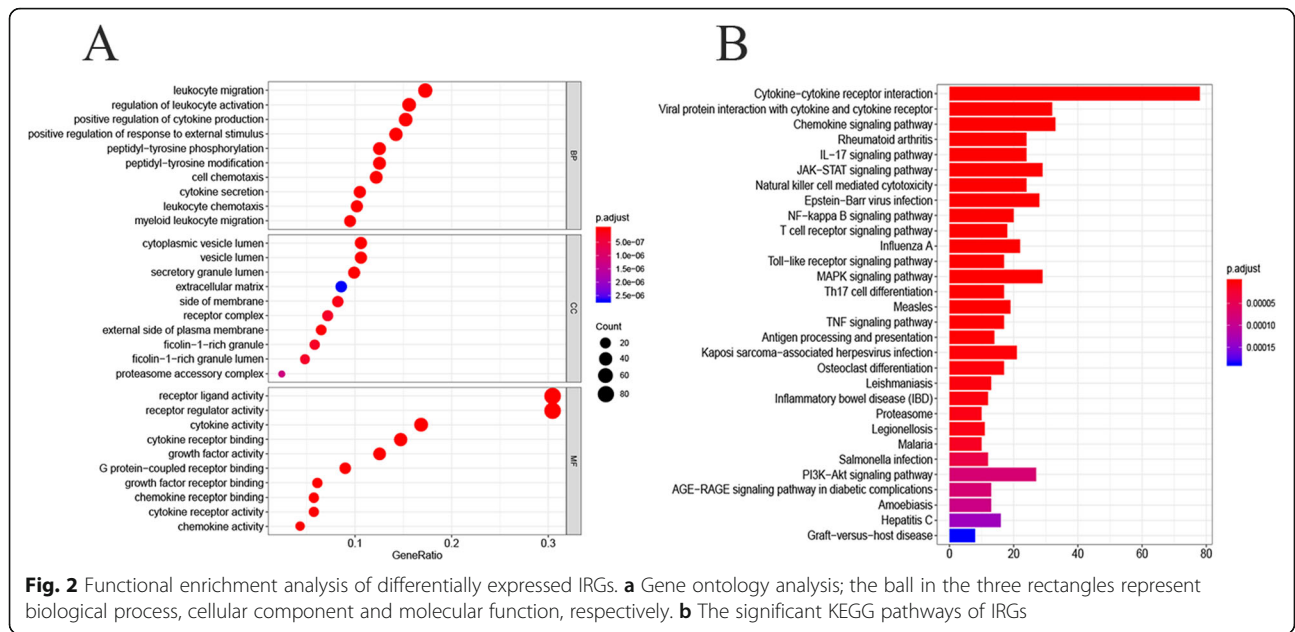 A
leukocyte migration
regulation of leukocyte activation
positive regulation of cytokine production
positive regulation of response to external stimulus
peptidyl-tyrosine phosphorylation
peptidyl-tyrosine modification
cell chemotaxis
cytokine secretion
leukocyte chemotaxis
myeloid leukocyte migration
BP
cytoplasmic vesicle lumen
vesicle lumen
secretory granule lumen
extracellular matrix
side of membrane
receptor complex
external side of plasma membrane
ficolin-1-rich granule
ficolin-1-rich granule lumen
proteasome accessory complex
CC
receptor ligand activity
receptor regulator activity
cytokine activity
cytokine receptor binding
growth factor activity
G protein-coupled receptor binding
growth factor receptor binding
chemokine receptor binding
cytokine receptor activity
chemokine activity
MF
0.1 0.2 0.3
GeneRatio
p.adjust
5.0e-07
1.0e-06
1.5e-06
2.0e-06
2.5e-06
Count
20
40
60
80
B
Cytokine-cytokine receptor interaction
Viral protein interaction with cytokine and cytokine receptor
Chemokine signaling pathway
Rheumatoid arthritis
IL-17 signaling pathway
JAK-STAT signaling pathway
Natural killer cell mediated cytotoxicity
Epstein-Barr virus infection
NF-kappa B signaling pathway
T cell receptor signaling pathway
Influenza A
Toll-like receptor signaling pathway
MAPK signaling pathway
Th17 cell differentiation
Measles
TNF signaling pathway
Antigen processing and presentation
Kaposi sarcoma-associated herpesvirus infection
Osteoclast differentiation
Leishmaniasis
Inflammatory bowel disease (IBD)
Proteasome
Legionellosis
Malaria
Salmonella infection
PI3K-Akt signaling pathway
AGE-RAGE signaling pathway in diabetic complications
Amoebiasis
Hepatitis C
Graft-versus-host disease
0 20 40 60 80
p.adjust
0.00005
0.00010
0.00015
Fig. 2 Functional enrichment analysis of differentially expressed IRGs. a Gene ontology analysis; the ball in the three rectangles represent
biological process, cellular component and molecular function, respectively. b The significant KEGG pathways of IRGs